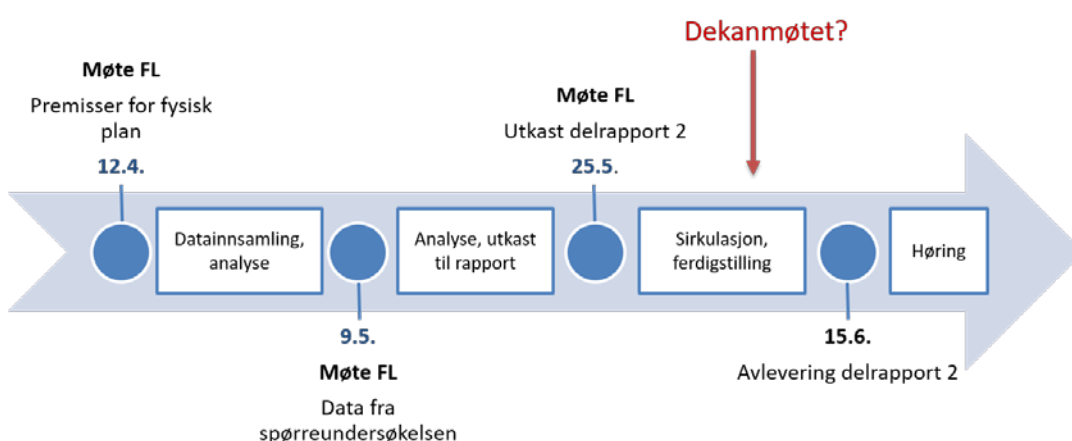 Dekanmøtet?
Møte FL
Premisser for fysisk
plan
12.4.
Møte FL
Utkast delrapport 2
25.5.
Datainnsamling,
analyse
Analyse, utkast
til rapport
Sirkulasjon,
ferdigstilling
Høring
9.5.
Møte FL
Data fra
spørreundersøkelsen
15.6.
Avlevering delrapport 2